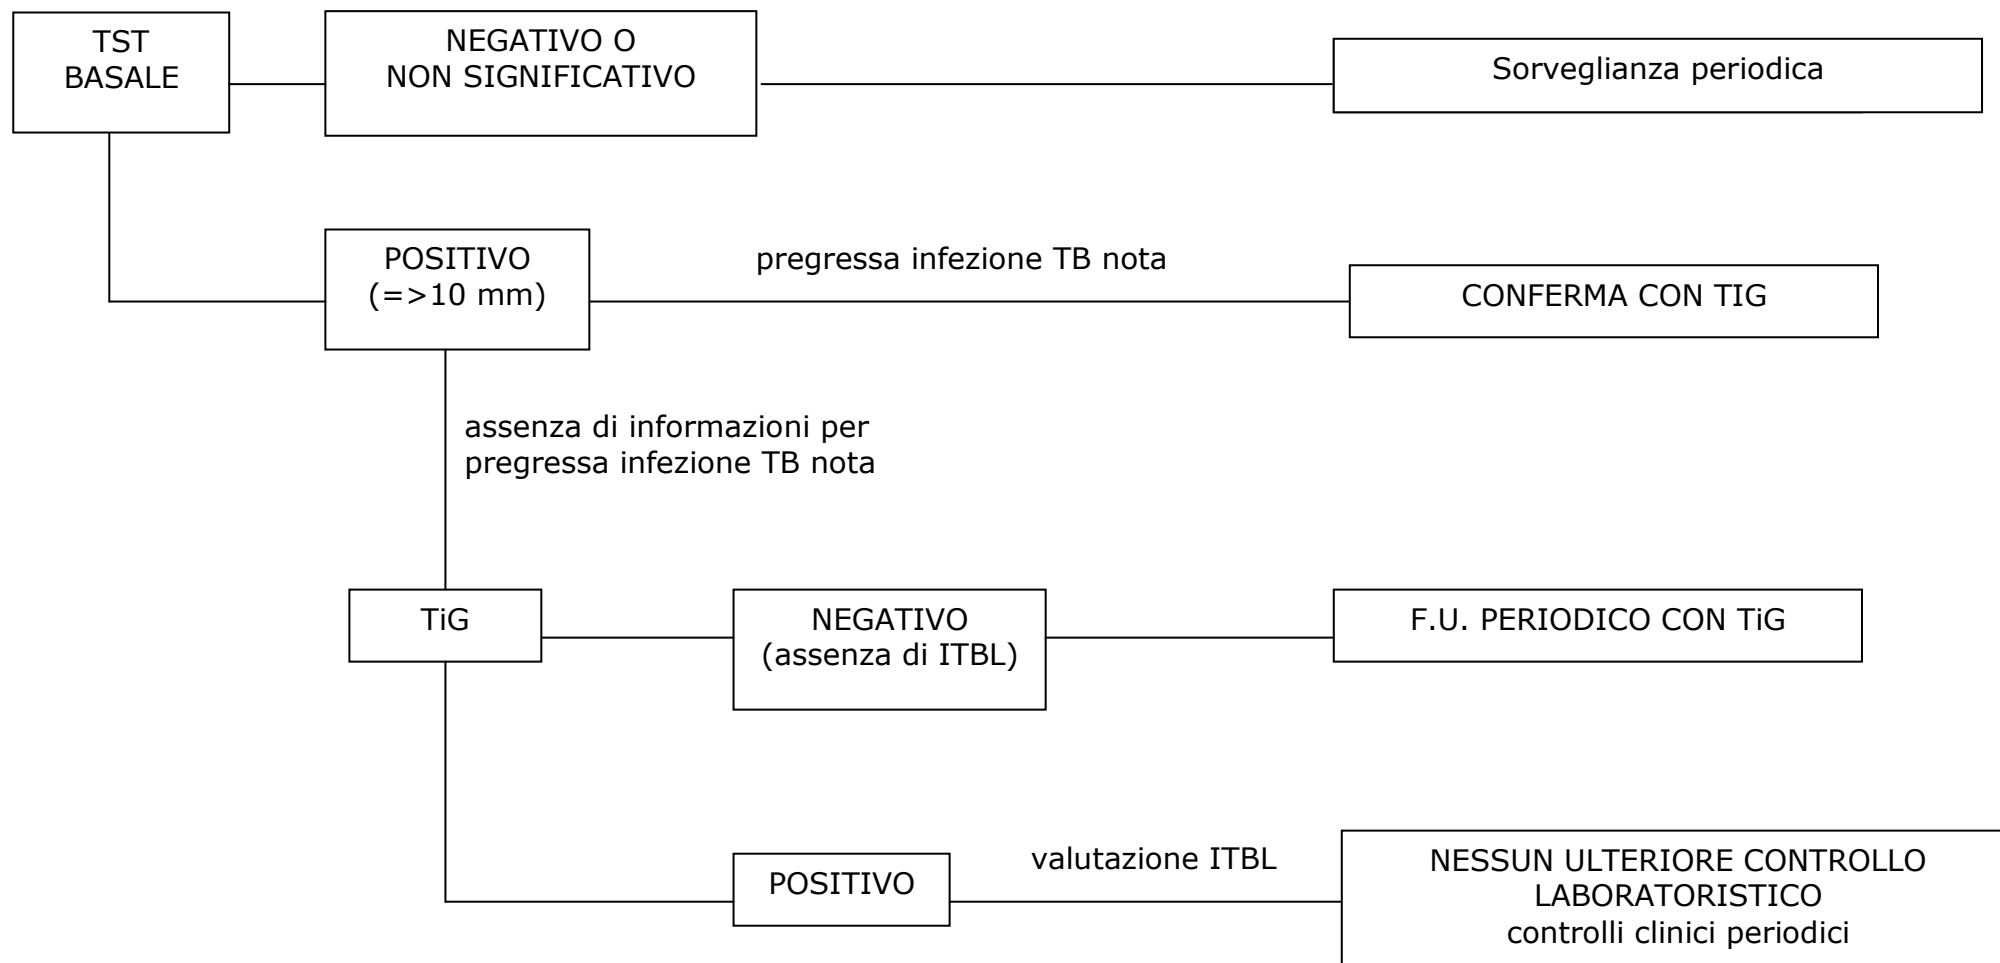 TST
BASALE
NEGATIVO O
NON SIGNIFICATIVO
Sorveglianza periodica
POSITIVO
(=>10 mm)
pregressa infezione TB nota
CONFERMA CON TIG
assenza di informazioni per
pregressa infezione TB nota
TiG
NEGATIVO
(assenza di ITBL)
F.U. PERIODICO CON TiG
POSITIVO
valutazione ITBL
NESSUN ULTERIORE CONTROLLO
LABORATORISTICO
controlli clinici periodici